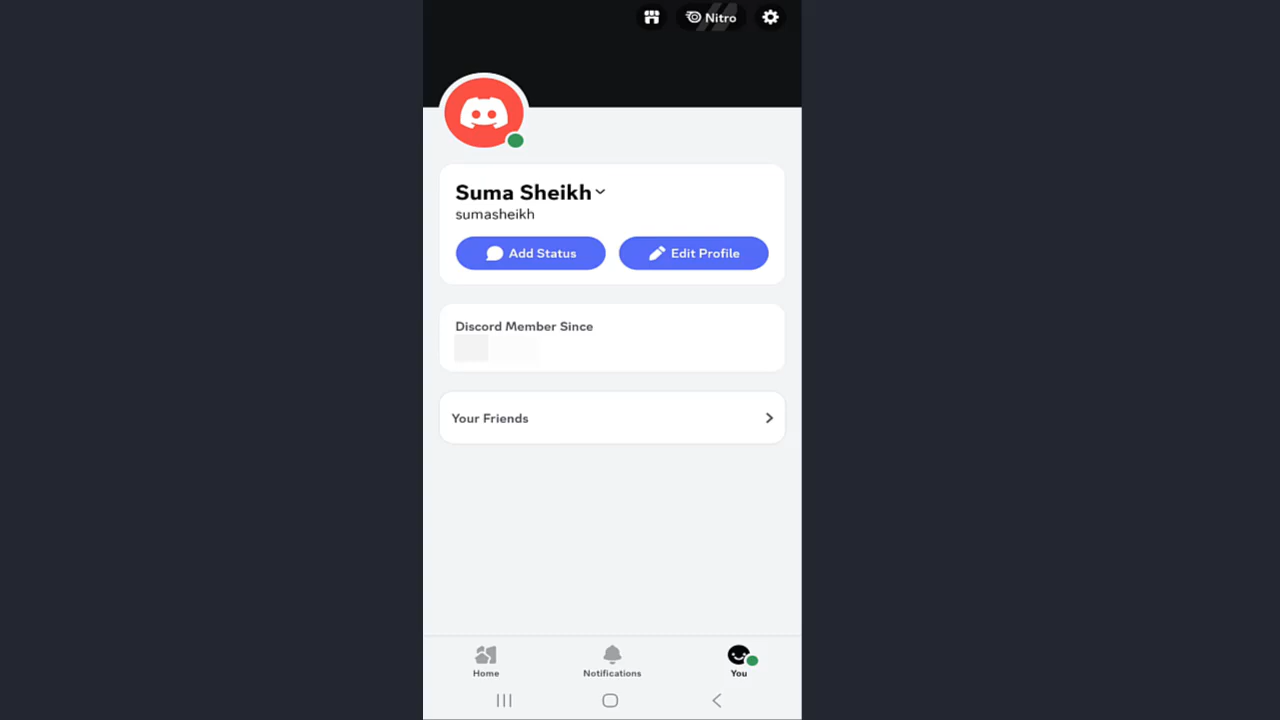 Nitro
Suma Sheikh
sumasheikh
Add Status
Edit Profile
Discord Member Since
Your Friends
Home
Notifications
You